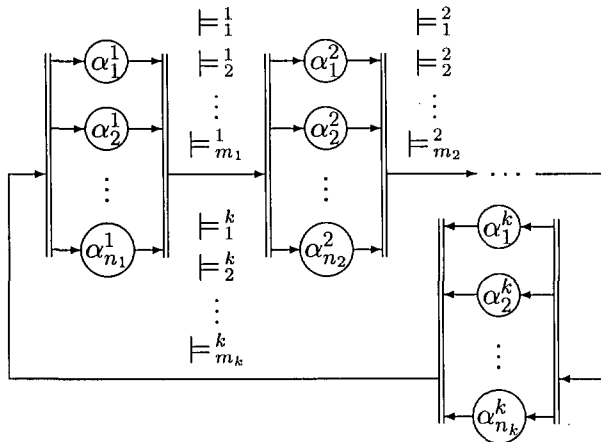 ⊨¹₁ ⊨²₁
α¹₁ ⊨¹₂ α²₁ ⊨²₂
⋮ ⋮
α¹₂ ⊨¹ₘ₁ α²₂ ⊨²ₘ₂
⋮ ⋮ ⋯
⊨ᵏ₁ αᵏ₁
α¹ₙ₁ ⊨ᵏ₂ α²ₙ₂
⋮ αᵏ₂
⊨ᵏₘₖ ⋮
αᵏₙₖ